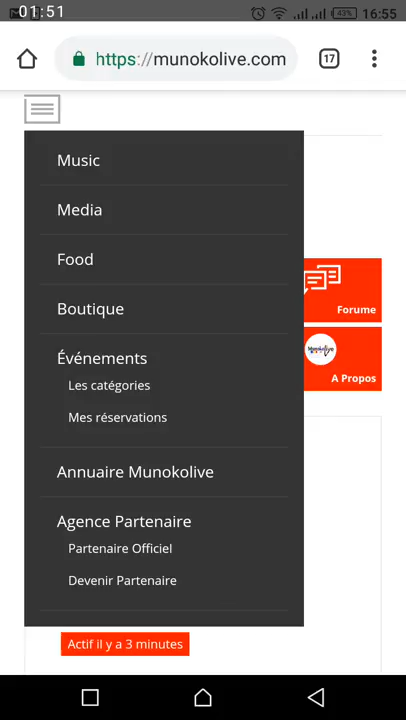 01:51
43%
16:55
https://munokolive.com
17
Music
Media
Food
Boutique
Événements
Les catégories
Mes réservations
Annuaire Munokolive
Agence Partenaire
Partenaire Officiel
Devenir Partenaire
Forume
Munokolive
A Propos
Actif il y a 3 minutes